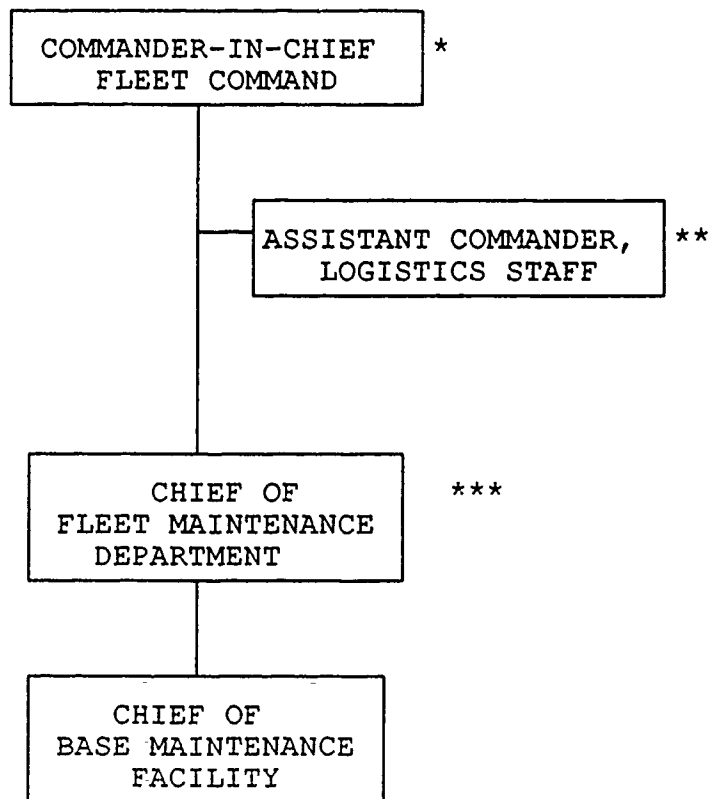 COMMANDER-IN-CHIEF *
FLEET COMMAND
ASSISTANT COMMANDER, **
LOGISTICS STAFF
CHIEF OF ***
FLEET MAINTENANCE
DEPARTMENT
CHIEF OF
BASE MAINTENANCE
FACILITY